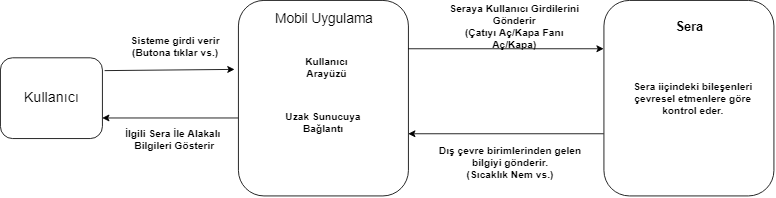 Kullanıcı
Sisteme girdi verir
(Butona tıklar vs.)
İlgili Sera İle Alakalı
Bilgileri Gösterir
Mobil Uygulama
Kullanıcı
Arayüzü
Uzak Sunucuya
Bağlantı
Seraya Kullanıcı Girdilerini
Gönderir
(Çatıyı Aç/Kapa Fanı
Aç/Kapa)
Dış çevre birimlerinden gelen
bilgiyi gönderir.
(Sıcaklık Nem vs.)
Sera
Sera iiçindeki bileşenleri
çevresel etmenlere göre
kontrol eder.